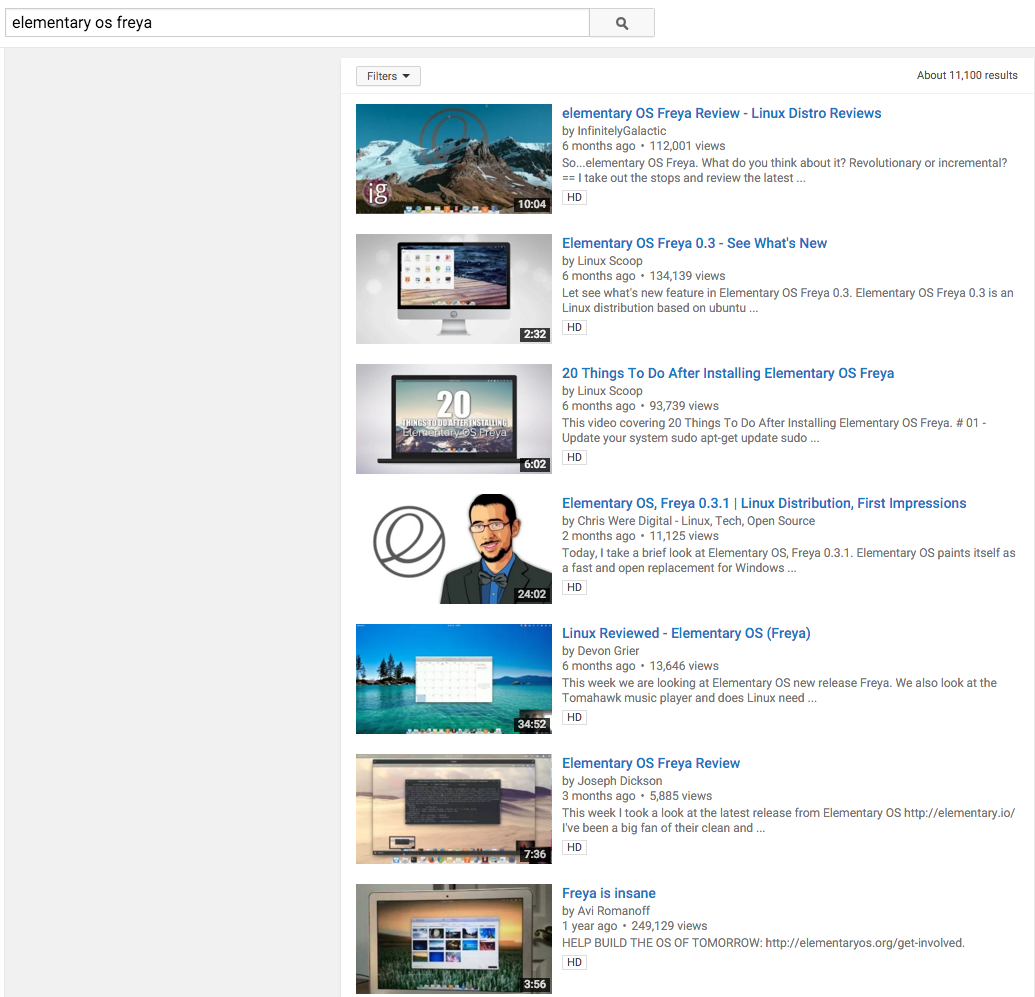 elementary os freya
Filters
About 11,100 results
elementary OS Freya Review - Linux Distro Reviews
by InfinitelyGalactic
6 months ago • 112,001 views
So...elementary OS Freya. What do you think about it? Revolutionary or incremental?
== I take out the stops and review the latest ...
HD
ig
10:04
Elementary OS Freya 0.3 - See What's New
by Linux Scoop
6 months ago • 134,139 views
Let see what's new feature in Elementary OS Freya 0.3. Elementary OS Freya 0.3 is an
Linux distribution based on ubuntu ...
HD
2:32
20 Things To Do After Installing Elementary OS Freya
by Linux Scoop
6 months ago • 93,739 views
This video covering 20 Things To Do After Installing Elementary OS Freya. # 01 -
Update your system sudo apt-get update sudo ...
HD
20
THINGS TO DO AFTER INSTALLING
Elementary OS Freya
6:02
Elementary OS, Freya 0.3.1 | Linux Distribution, First Impressions
by Chris Were Digital - Linux, Tech, Open Source
2 months ago • 11,125 views
Today, I take a brief look at Elementary OS, Freya 0.3.1. Elementary OS paints itself as
a fast and open replacement for Windows ...
HD
24:02
Linux Reviewed - Elementary OS (Freya)
by Devon Grier
6 months ago • 13,646 views
This week we are looking at Elementary OS new release Freya. We also look at the
Tomahawk music player and does Linux need ...
HD
34:52
Elementary OS Freya Review
by Joseph Dickson
3 months ago • 5,885 views
This week I took a look at the latest release from Elementary OS http://elementary.io/
I've been a big fan of their clean and ...
HD
7:36
Freya is insane
by Avi Romanoff
1 year ago • 249,129 views
HELP BUILD THE OS OF TOMORROW: http://elementaryos.org/get-involved.
HD
3:56